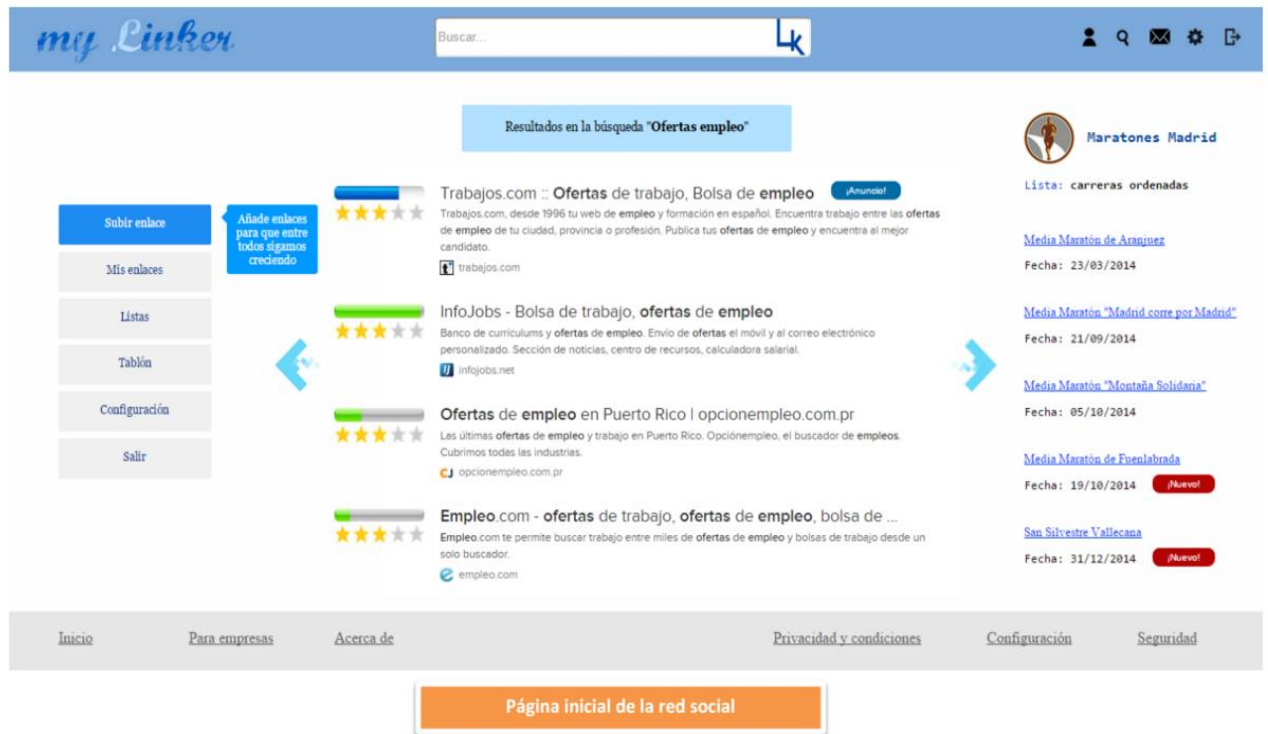 my Linker
Buscar...
Lk
Resultados en la búsqueda "Ofertas empleo"
Subir enlace
Añade enlaces
para que entre
todos sigamos
creciendo
Mis enlaces
Listas
Tablón
Configuración
Salir
Trabajos.com :: Ofertas de trabajo, Bolsa de empleo
¡Anuncio!
Trabajos.com, desde 1996 tu web de empleo y formación en español. Encuentra trabajo entre las ofertas
de empleo de tu ciudad, provincia o profesión. Publica tus ofertas de empleo y encuentra al mejor
candidato.
trabajos.com
InfoJobs - Bolsa de trabajo, ofertas de empleo
Banco de curriculums y ofertas de empleo. Envío de ofertas el móvil y al correo electrónico
personalizado. Sección de noticias, centro de recursos, calculadora salarial.
infojobs.net
Ofertas de empleo en Puerto Rico | opcionempleo.com.pr
Las últimas ofertas de empleo y trabajo en Puerto Rico. Opciónempleo, el buscador de empleos.
Cubrimos todas las industrias.
opcionempleo.com.pr
Empleo.com - ofertas de trabajo, ofertas de empleo, bolsa de ...
Empleo.com te permite buscar trabajo entre miles de ofertas de empleo y bolsas de trabajo desde un
solo buscador.
empleo.com
Maratones Madrid
Lista: carreras ordenadas
Media Maratón de Aranjuez
Fecha: 23/03/2014
Media Maratón "Madrid corre por Madrid"
Fecha: 21/09/2014
Media Maratón "Montaña Solidaria"
Fecha: 05/10/2014
Media Maratón de Fuenlabrada
Fecha: 19/10/2014 ¡Nuevo!
San Silvestre Vallecana
Fecha: 31/12/2014 ¡Nuevo!
Inicio
Para empresas
Acerca de
Privacidad y condiciones
Configuración
Seguridad
Página inicial de la red social